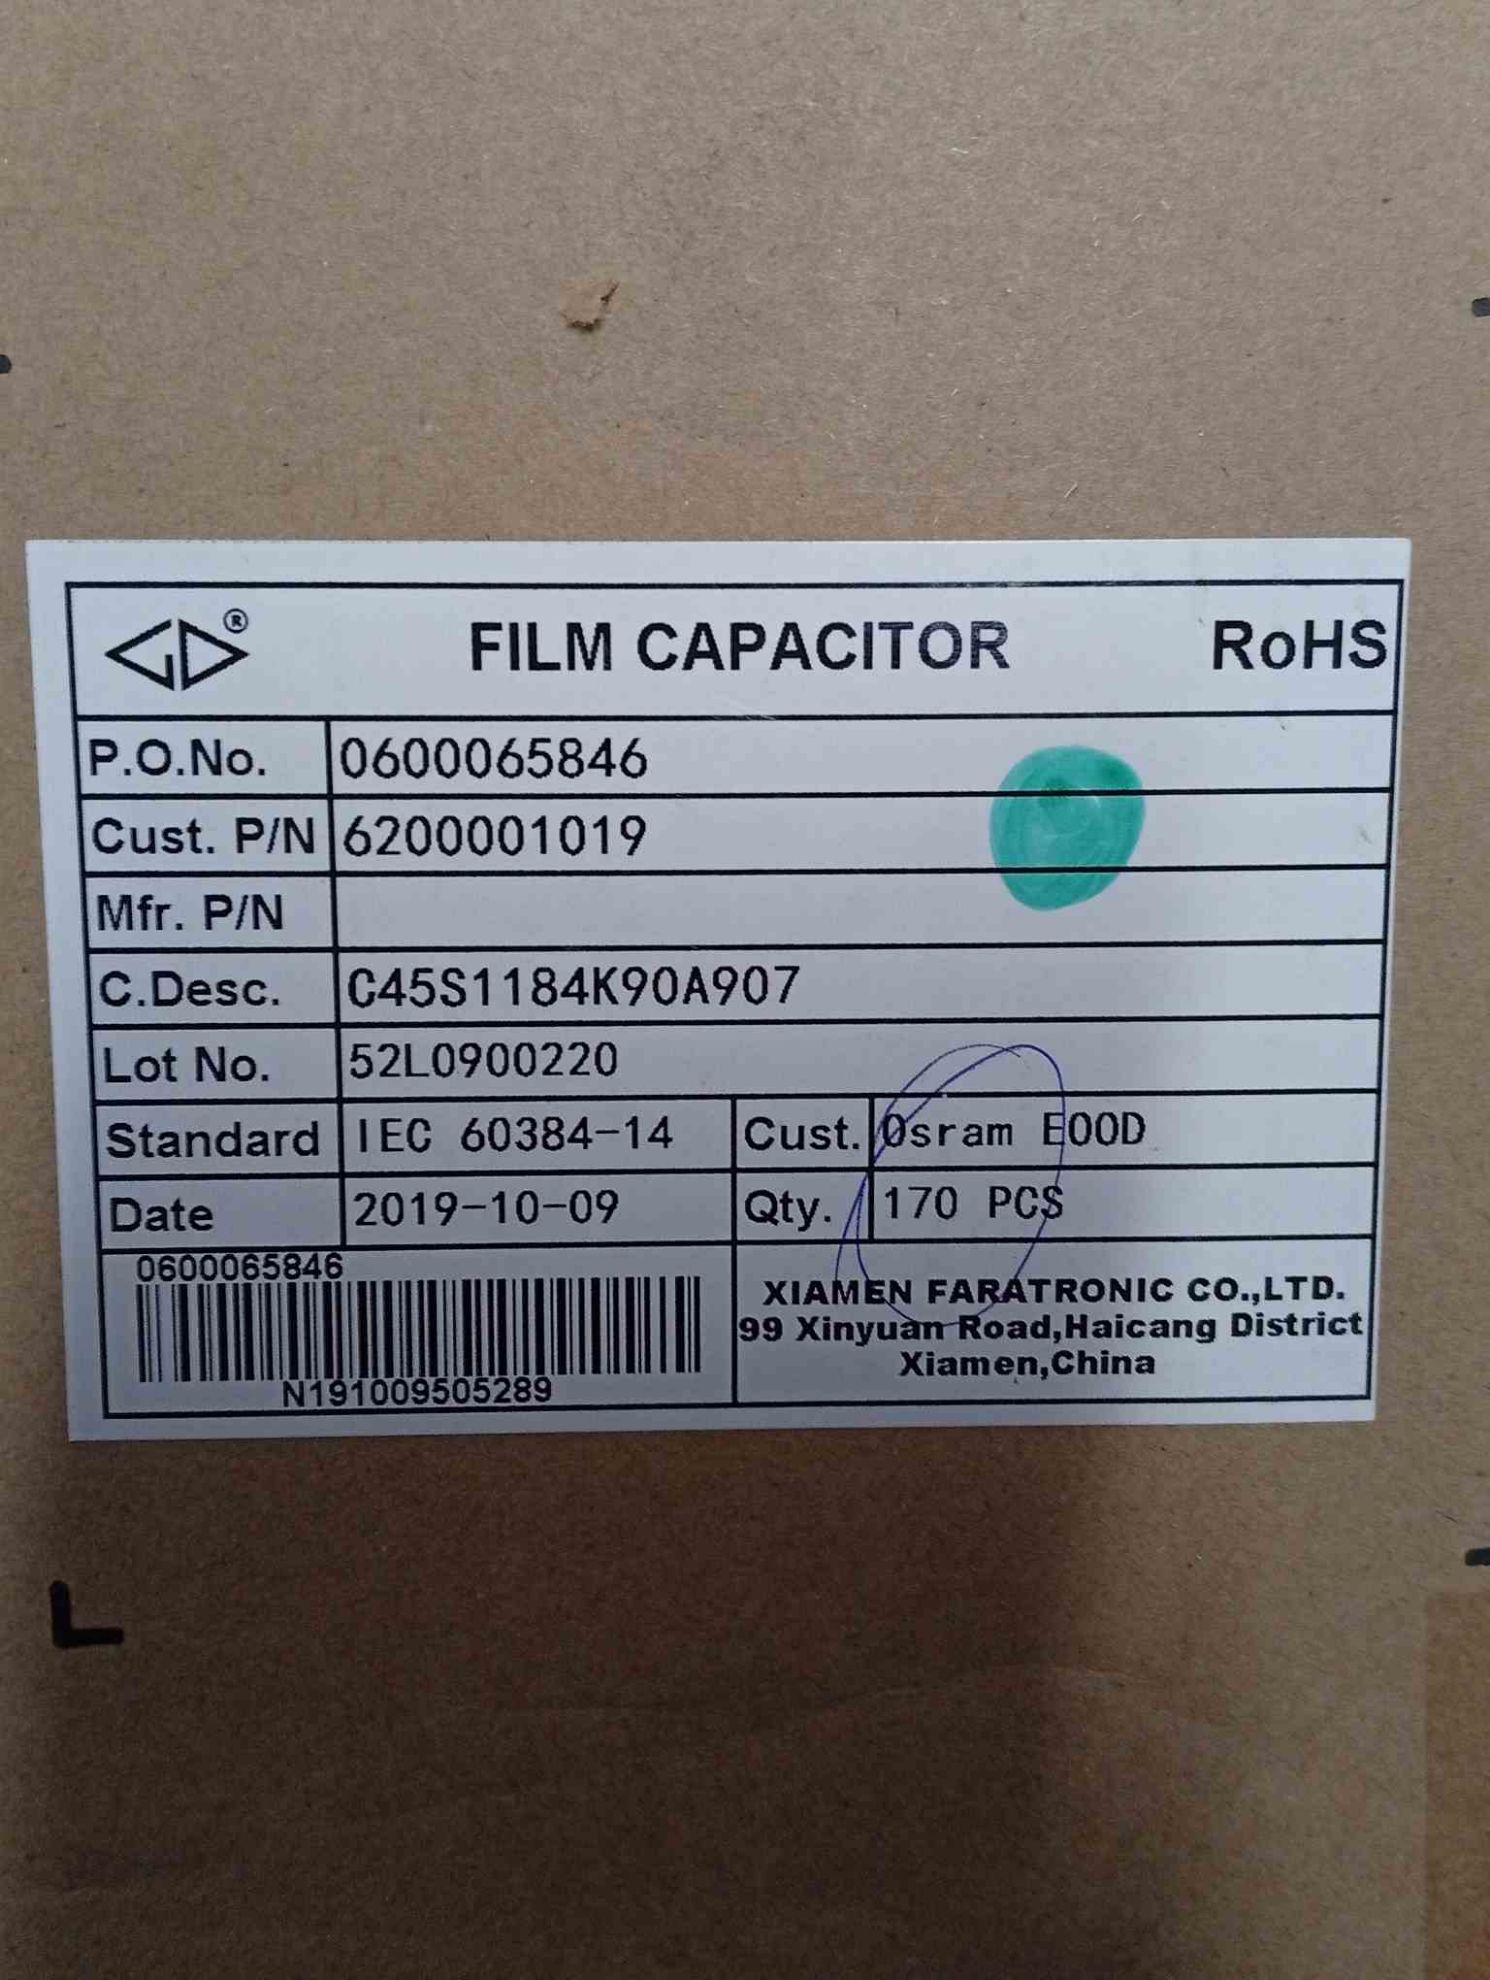 ® FILM CAPACITOR RoHS
P.O.No. 0600065846
Cust. P/N 6200001019
Mfr. P/N
C.Desc. C45S1184K90A907
Lot No. 52L0900220
Standard IEC 60384-14 Cust. Osram EOOD
Date 2019-10-09 Qty. 170 PCS
0600065846
N191009505289
XIAMEN FARATRONIC CO.,LTD.
99 Xinyuan Road,Haicang District
Xiamen,China